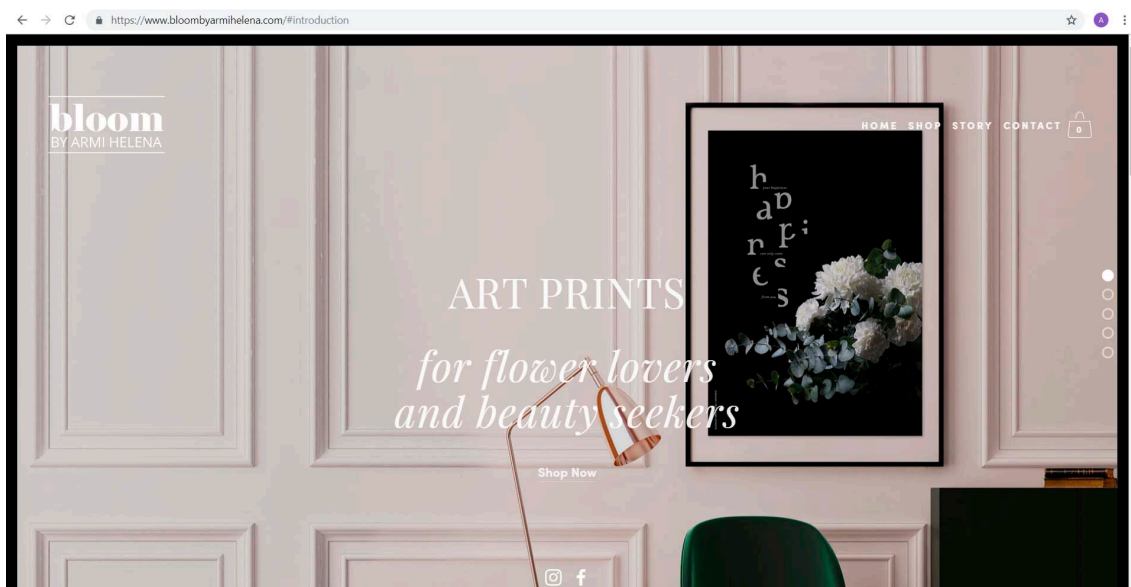 https://www.bloombyarmihelena.com/#introduction
A
bloom
BY ARMI HELENA
HOME SHOP STORY CONTACT
0
happiness
ART PRINTS
for flower lovers
and beauty seekers
Shop Now